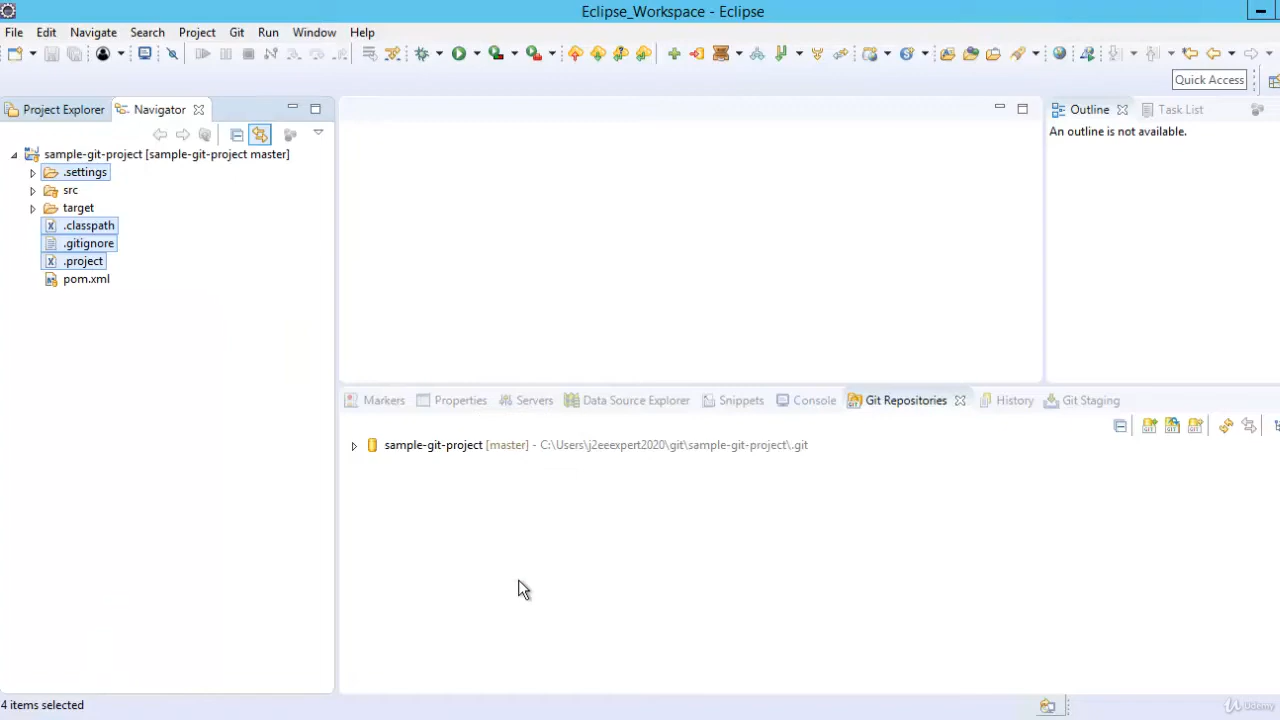 Eclipse_Workspace - Eclipse
File Edit Navigate Search Project Git Run Window Help
Quick Access
Project Explorer Navigator
Outline Task List
sample-git-project [sample-git-project master]
.settings
src
target
.classpath
.gitignore
.project
pom.xml
An outline is not available.
Markers Properties Servers Data Source Explorer Snippets Console Git Repositories History Git Staging
sample-git-project [master] - C:\Users\j2eeexpert2020\git\sample-git-project\.git
4 items selected
Udemy